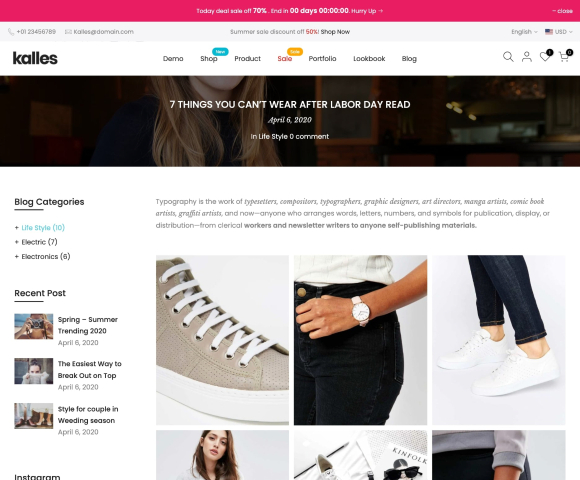 Today deal sale off 70% . End in 00 days 00:00:00. Hurry Up →
close
+01 23456789 Kalles@domain.com Summer sale discount off 50%! Shop Now English USD
kalles Demo Shop New Product Sale Sale Portfolio Lookbook Blog 1 0
7 THINGS YOU CAN'T WEAR AFTER LABOR DAY READ
April 6, 2020
In Life Style 0 comment
Blog Categories
+ Life Style (10)
+ Electric (7)
+ Electronics (6)
Recent Post
Spring – Summer
Trending 2020
April 6, 2020
The Easiest Way to
Break Out on Top
April 6, 2020
Style for couple in
Weeding season
April 6, 2020
Instagram
Typography is the work of typesetters, compositors, typographers, graphic designers, art directors, manga artists, comic book
artists, graffiti artists, and now—anyone who arranges words, letters, numbers, and symbols for publication, display, or
distribution—from clerical workers and newsletter writers to anyone self-publishing materials.
KINFOLK